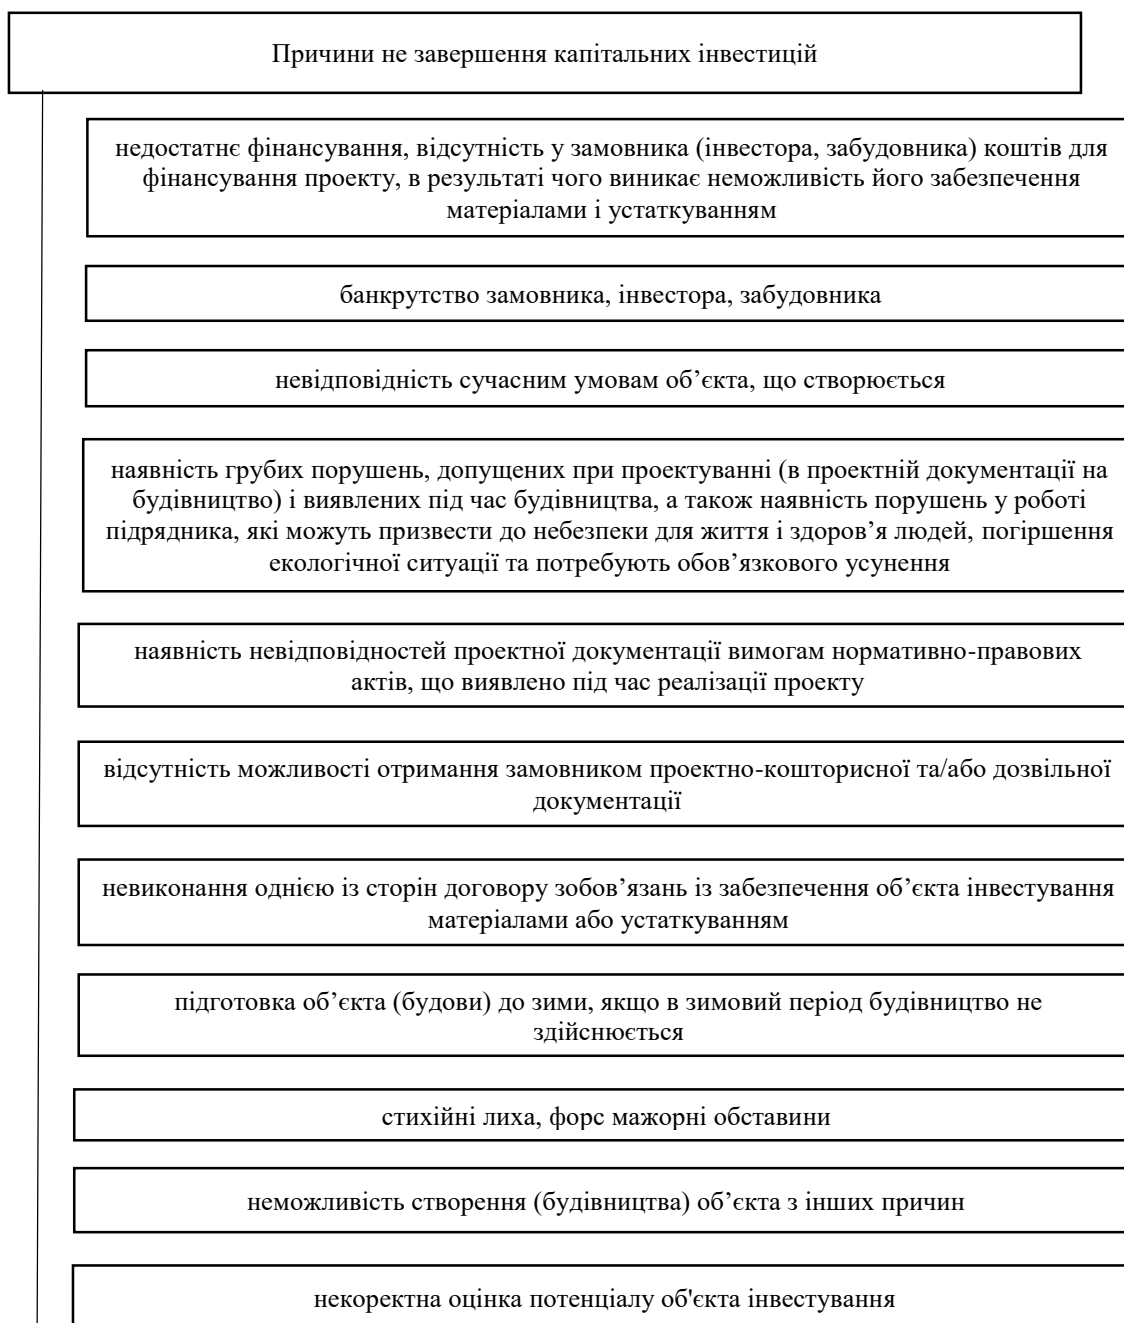 Причини не завершення капітальних інвестицій
недостатнє фінансування, відсутність у замовника (інвестора, забудовника) коштів для
фінансування проекту, в результаті чого виникає неможливість його забезпечення
матеріалами і устаткуванням
банкрутство замовника, інвестора, забудовника
невідповідність сучасним умовам об’єкта, що створюється
наявність грубих порушень, допущених при проектуванні (в проектній документації на
будівництво) і виявлених під час будівництва, а також наявність порушень у роботі
підрядника, які можуть призвести до небезпеки для життя і здоров’я людей, погіршення
екологічної ситуації та потребують обов’язкового усунення
наявність невідповідностей проектної документації вимогам нормативно-правових
актів, що виявлено під час реалізації проекту
відсутність можливості отримання замовником проектно-кошторисної та/або дозвільної
документації
невиконання однією із сторін договору зобов’язань із забезпечення об’єкта інвестування
матеріалами або устаткуванням
підготовка об’єкта (будови) до зими, якщо в зимовий період будівництво не
здійснюється
стихійні лиха, форс мажорні обставини
неможливість створення (будівництва) об’єкта з інших причин
некоректна оцінка потенціалу об'єкта інвестування